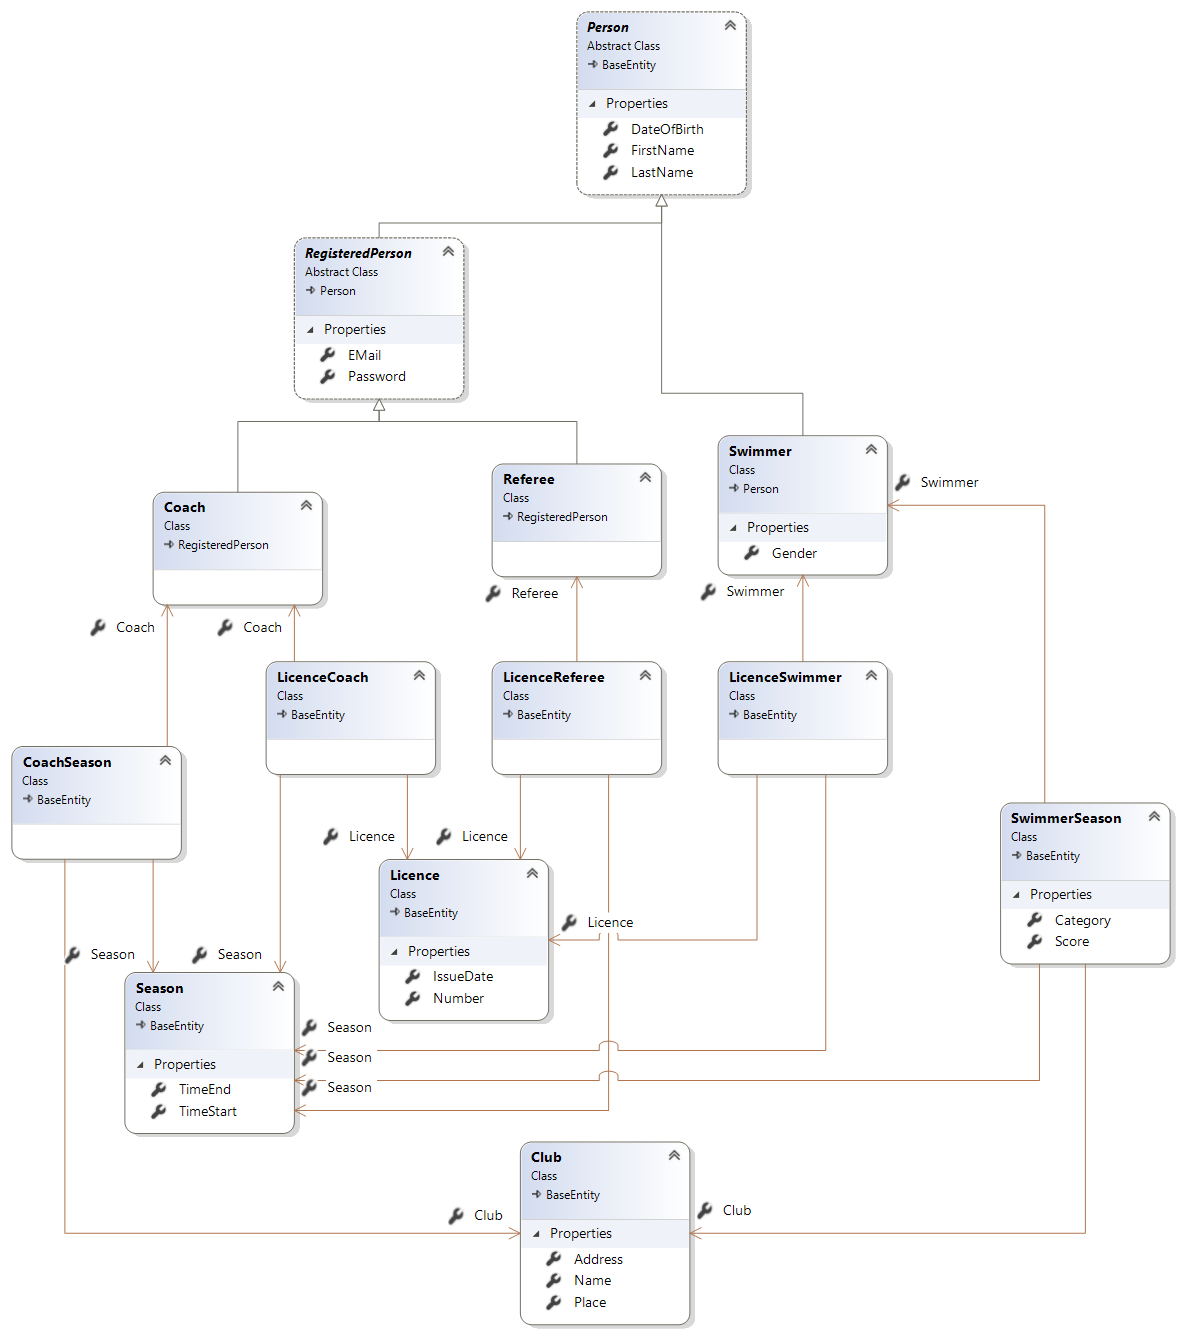 Person
Abstract Class
BaseEntity
Properties
DateOfBirth
FirstName
LastName
RegisteredPerson
Abstract Class
Person
Properties
EMail
Password
Swimmer
Class
Person
Properties
Gender
Swimmer
Referee
Class
RegisteredPerson
Coach
Class
RegisteredPerson
Referee
Swimmer
Coach
Coach
LicenceCoach
Class
BaseEntity
LicenceReferee
Class
BaseEntity
LicenceSwimmer
Class
BaseEntity
CoachSeason
Class
BaseEntity
SwimmerSeason
Class
BaseEntity
Properties
Category
Score
Licence
Licence
Licence
Class
BaseEntity
Properties
IssueDate
Number
Licence
Season
Season
Season
Class
BaseEntity
Properties
TimeEnd
TimeStart
Season
Season
Season
Club
Class
BaseEntity
Properties
Address
Name
Place
Club
Club